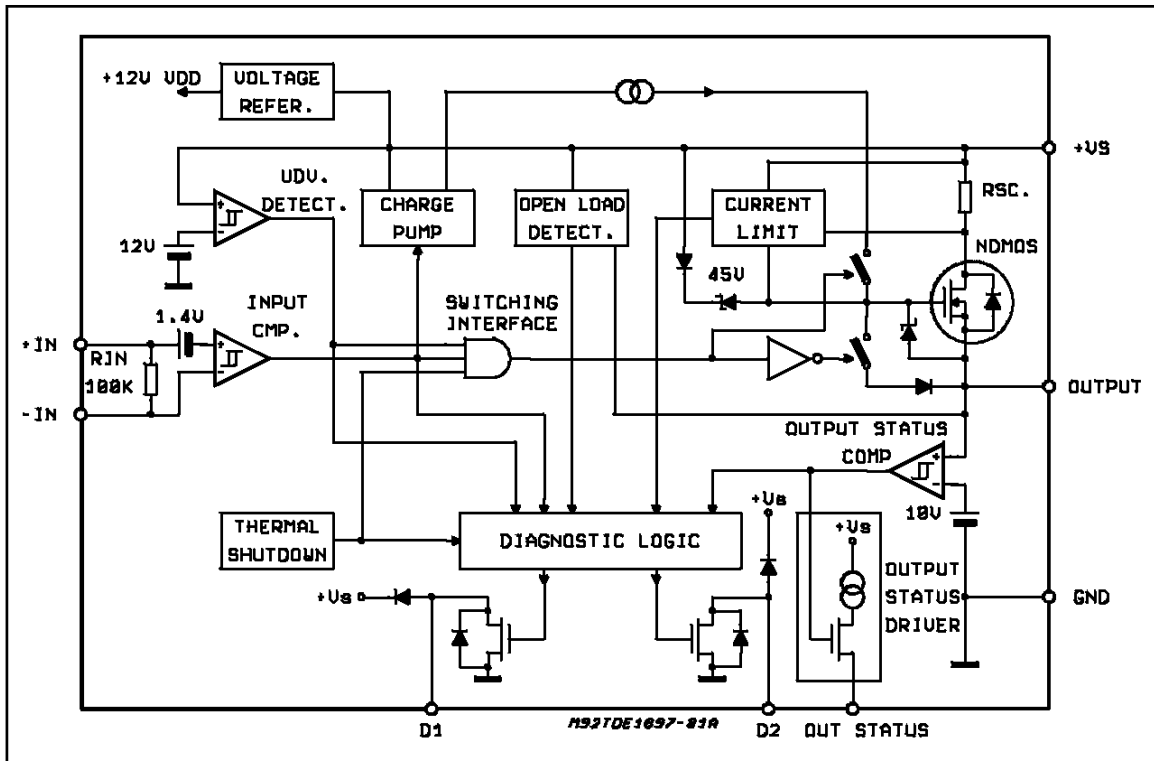 +12V VDD
VOLTAGE
REFER.
+VS
UDV.
DETECT.
CHARGE
PUMP
OPEN LOAD
DETECT.
CURRENT
LIMIT
RSC.
NDMOS
12V
45V
INPUT
CMP.
1.4V
SWITCHING
INTERFACE
+IN
RIN
100K
-IN
OUTPUT
OUTPUT STATUS
COMP
10V
THERMAL
SHUTDOWN
DIAGNOSTIC LOGIC
+Vs
+Vs
+Vs
OUTPUT
STATUS
DRIVER
GND
D1
M92TDE1897-01A
D2
OUT STATUS